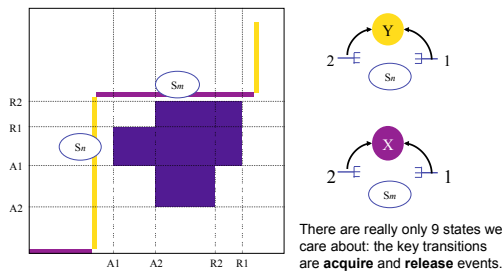 Sm
R2
R1
Sn
A1
A2
A1 A2 R2 R1
Y
2 1
Sn
X
2 1
Sm
There are really only 9 states we
care about: the key transitions
are acquire and release events.